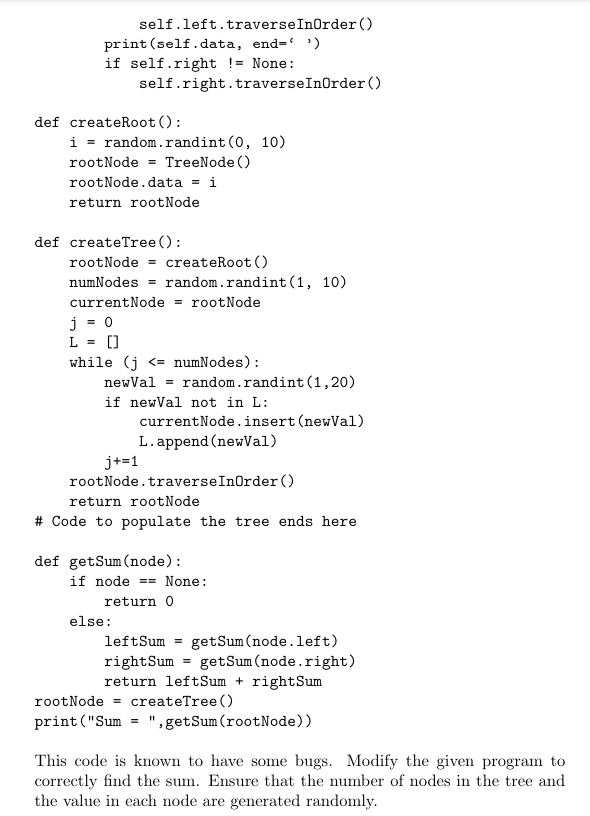 self.left.traverseInOrder()
        print(self.data, end=‘ ’)
        if self.right != None:
            self.right.traverseInOrder()

def createRoot():
    i = random.randint(0, 10)
    rootNode = TreeNode()
    rootNode.data = i
    return rootNode

def createTree():
    rootNode = createRoot()
    numNodes = random.randint(1, 10)
    currentNode = rootNode
    j = 0
    L = []
    while (j <= numNodes):
        newVal = random.randint(1,20)
        if newVal not in L:
            currentNode.insert(newVal)
            L.append(newVal)
        j+=1
    rootNode.traverseInOrder()
    return rootNode
# Code to populate the tree ends here

def getSum(node):
    if node == None:
        return 0
    else:
        leftSum = getSum(node.left)
        rightSum = getSum(node.right)
        return leftSum + rightSum
rootNode = createTree()
print("Sum = ",getSum(rootNode))

This code is known to have some bugs. Modify the given program to
correctly find the sum. Ensure that the number of nodes in the tree and
the value in each node are generated randomly.